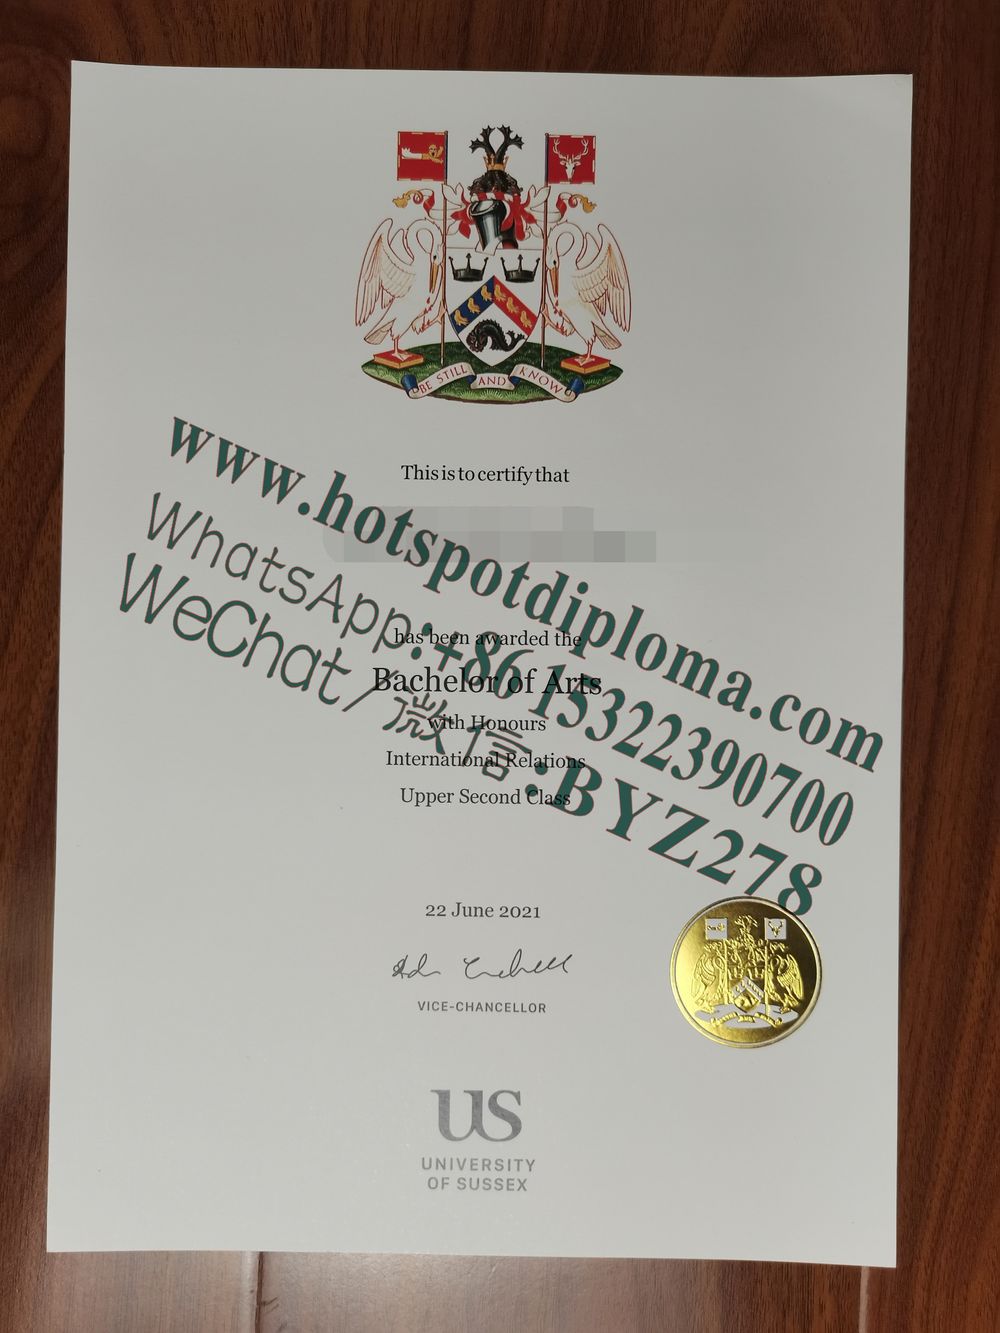 BE STILL AND KNOW
This is to certify that
www.hotspotdiploma.com
WhatsApp:+86 15322390700
WeChat/微信:BYZ278
has been awarded the
Bachelor of Arts
with Honours
International Relations
Upper Second Class
22 June 2021
VICE-CHANCELLOR
US
UNIVERSITY
OF SUSSEX